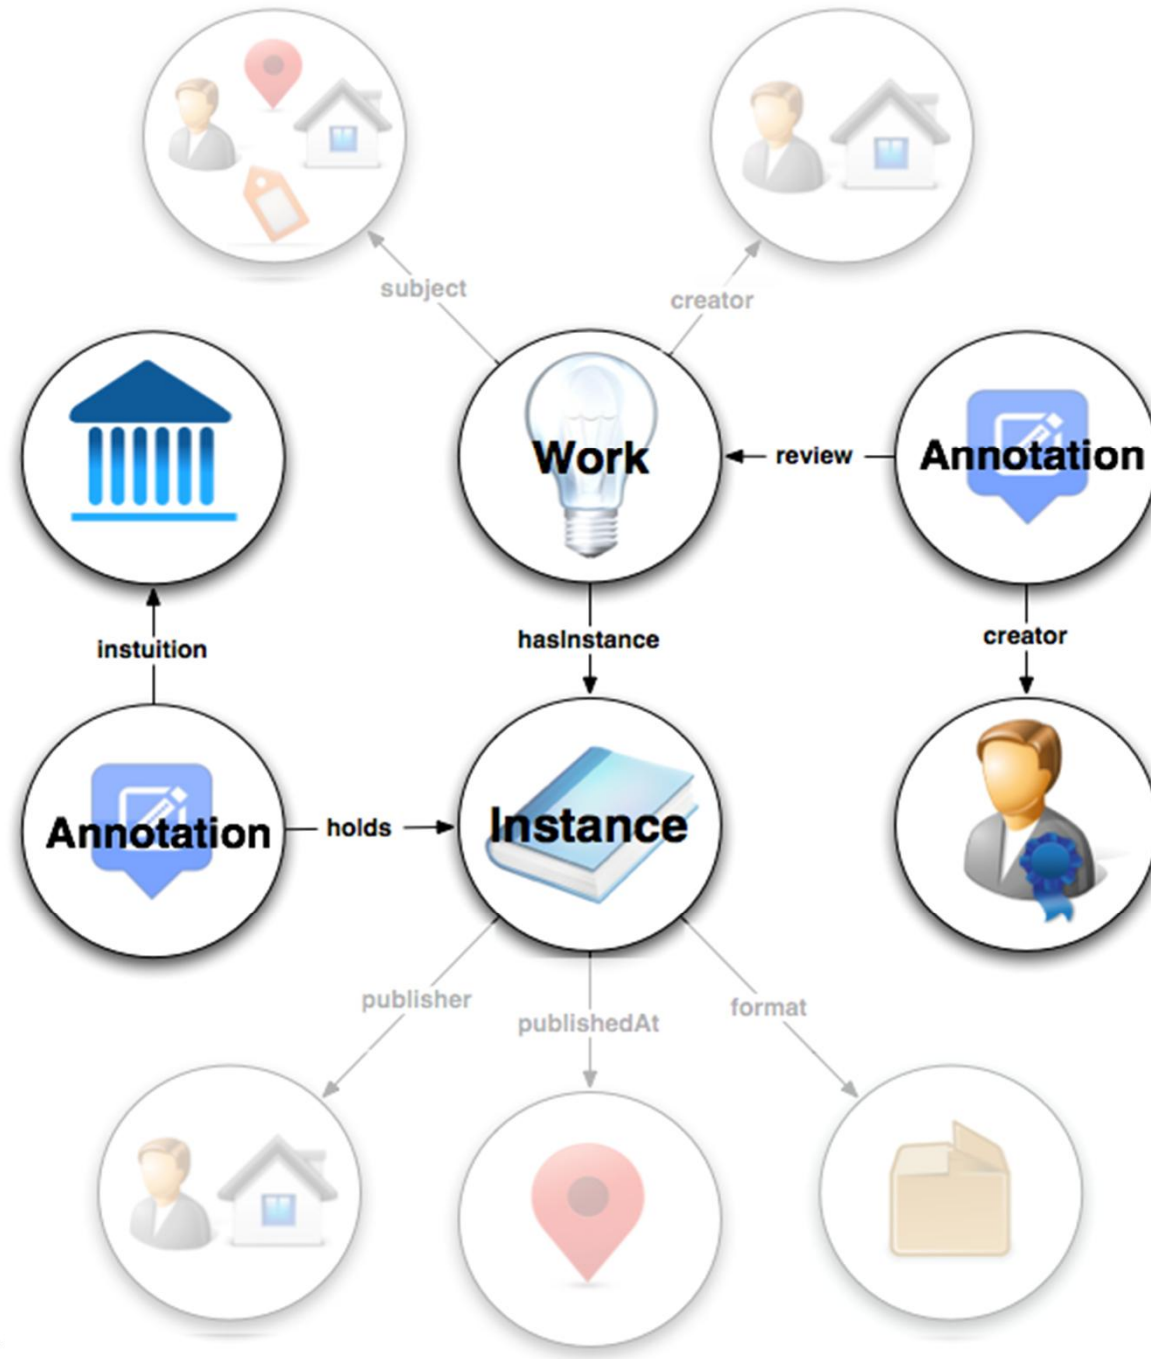 subject
creator
Work
review
Annotation
instuition
hasInstance
creator
Annotation
holds
Instance
publisher
publishedAt
format